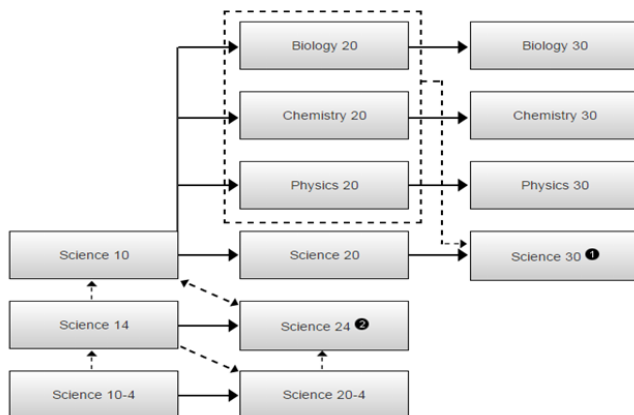 Biology 20
Biology 30
Chemistry 20
Chemistry 30
Physics 20
Physics 30
Science 10
Science 20
Science 30 ❶
Science 14
Science 24 ❷
Science 10-4
Science 20-4